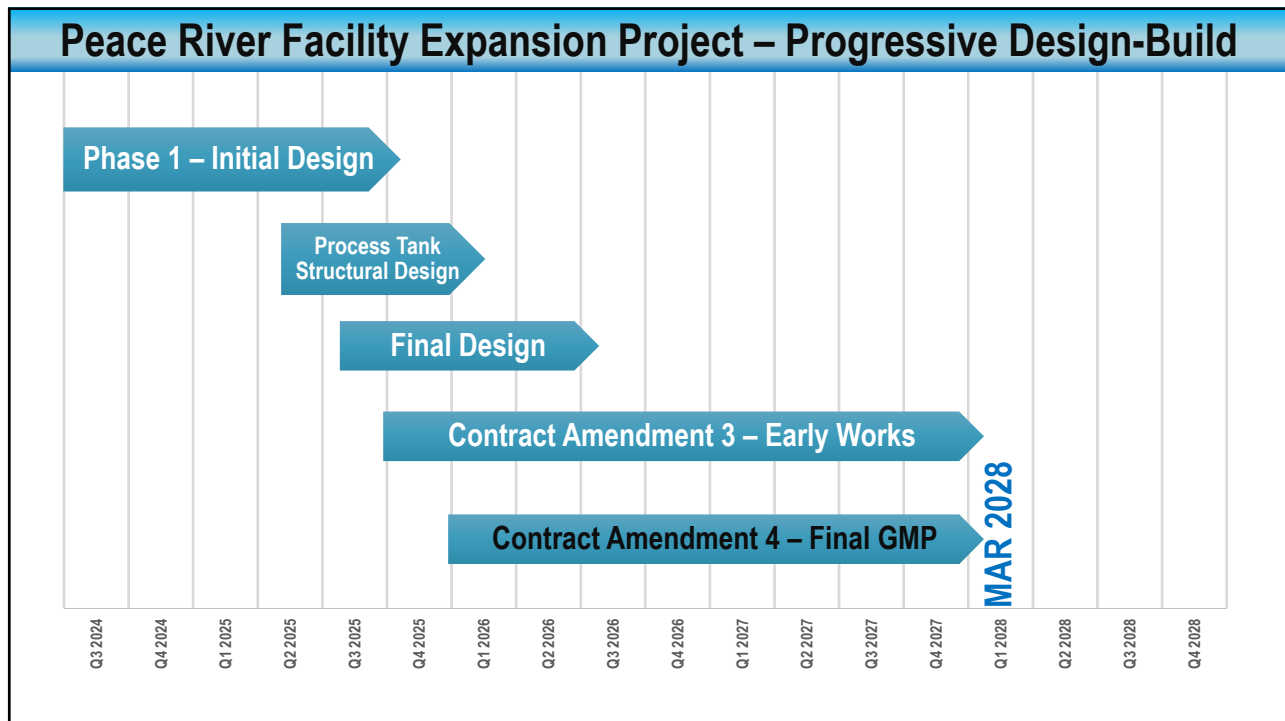 Peace River Facility Expansion Project – Progressive Design-Build
Phase 1 – Initial Design
Process Tank
Structural Design
Final Design
Contract Amendment 3 – Early Works
Contract Amendment 4 – Final GMP
MAR 2028
Q3 2024
Q4 2024
Q1 2025
Q2 2025
Q3 2025
Q4 2025
Q1 2026
Q2 2026
Q3 2026
Q4 2026
Q1 2027
Q2 2027
Q3 2027
Q4 2027
Q1 2028
Q2 2028
Q3 2028
Q4 2028